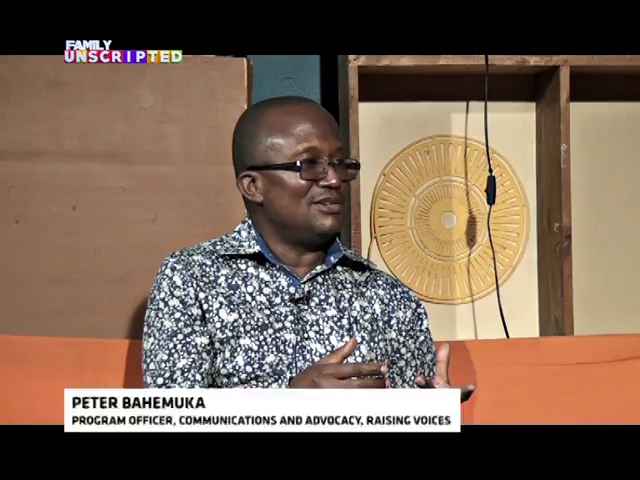 FAMILY
UNSCRIPTED
PETER BAHEMUKA
PROGRAM OFFICER, COMMUNICATIONS AND ADVOCACY, RAISING VOICES